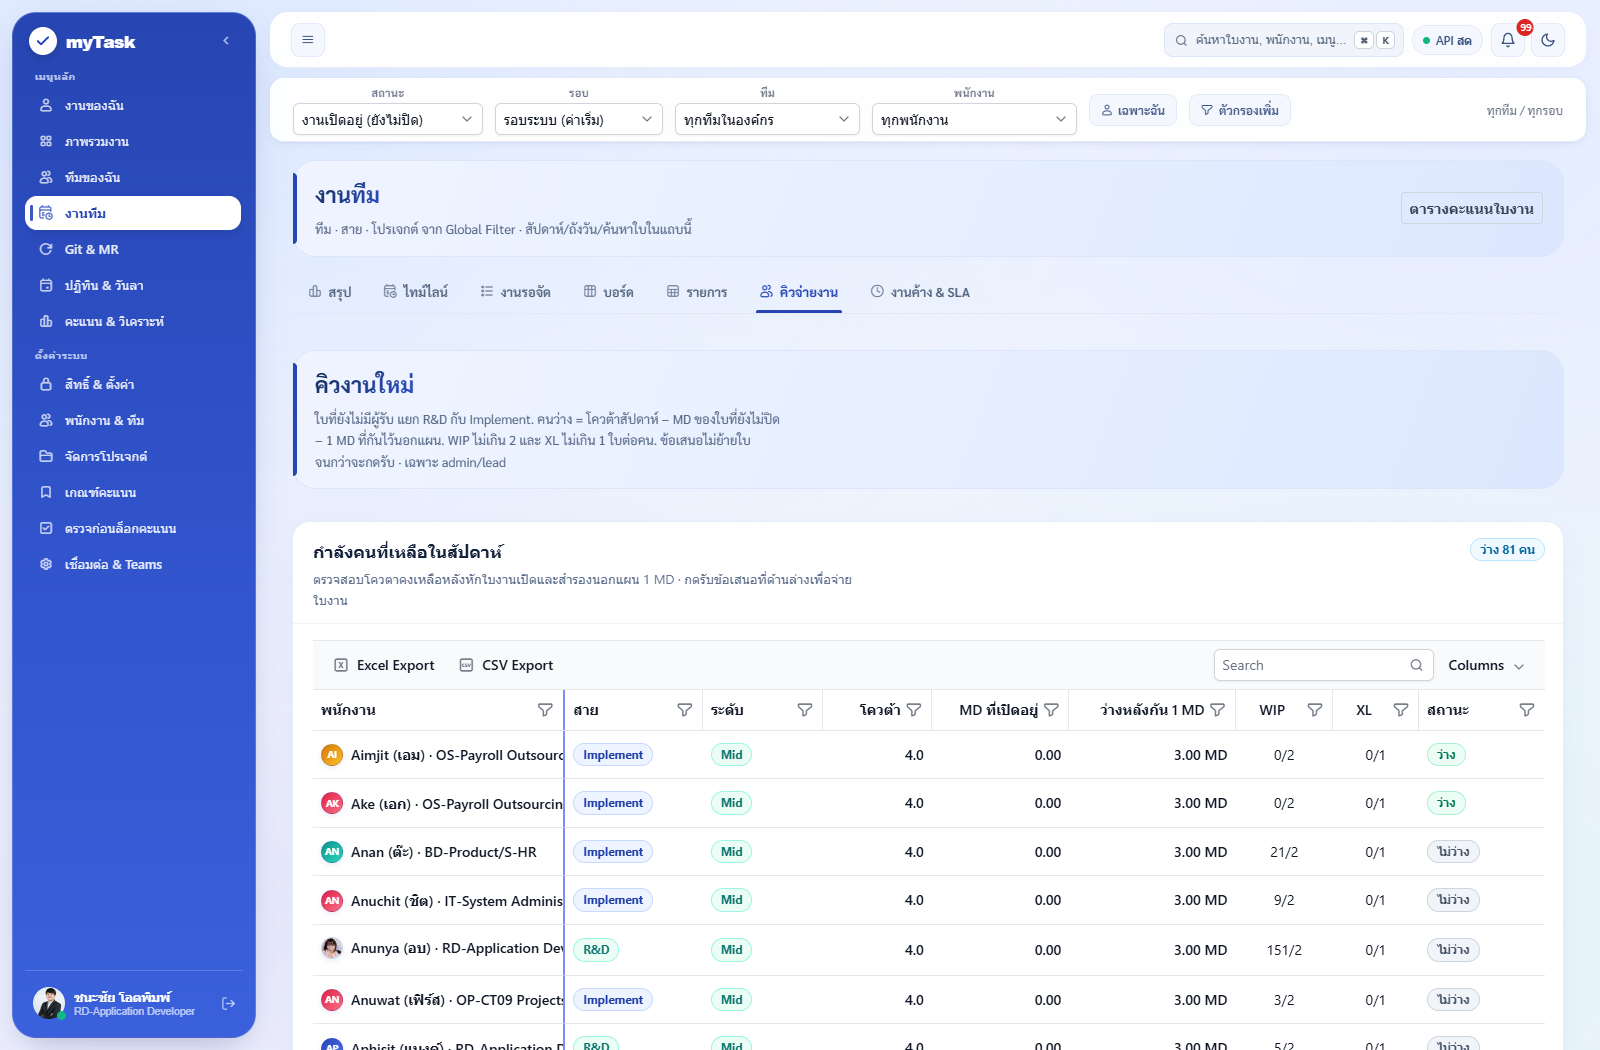 myTask
เมนูหลัก
งานของฉัน
ภาพรวมงาน
ทีมของฉัน
งานทีม
Git & MR
ปฏิทิน & วันลา
คะแนน & วิเคราะห์
ตั้งค่าระบบ
สิทธิ์ & ตั้งค่า
พนักงาน & ทีม
จัดการโปรเจกต์
เกณฑ์คะแนน
ตรวจก่อนล็อกคะแนน
เชื่อมต่อ & Teams
ชนะชัย โอตพิมพ์
RD-Application Developer
ค้นหาใบงาน, พนักงาน, เมนู... ⌘ K
API สด
99
สถานะ รอบ ทีม พนักงาน
งานเปิดอยู่ (ยังไม่ปิด) รอบระบบ (ค่าเริ่ม) ทุกทีมในองค์กร ทุกพนักงาน เฉพาะฉัน ตัวกรองเพิ่ม ทุกทีม / ทุกรอบ
งานทีม
ทีม · สาย · โปรเจกต์ จาก Global Filter · สัปดาห์/ถังวัน/ค้นหาใบในแถบนี้
ตารางคะแนนใบงาน
สรุป ไทม์ไลน์ งานรอจัด บอร์ด รายการ คิวจ่ายงาน งานค้าง & SLA
คิวงานใหม่
ใบที่ยังไม่มีผู้รับ แยก R&D กับ Implement. คนว่าง = โควต้าสัปดาห์ − MD ของใบที่ยังไม่ปิด
− 1 MD ที่กันไว้นอกแผน. WIP ไม่เกิน 2 และ XL ไม่เกิน 1 ใบต่อคน. ข้อเสนอไม่ย้ายใบ
จนกว่าจะกดรับ · เฉพาะ admin/lead
กำลังคนที่เหลือในสัปดาห์
ว่าง 81 คน
ตรวจสอบโควตาคงเหลือหลังหักใบงานเปิดและสำรองนอกแผน 1 MD · กดรับข้อเสนอที่ด้านล่างเพื่อจ่าย
ใบงาน
Excel Export CSV Export Search Columns
พนักงาน สาย ระดับ โควต้า MD ที่เปิดอยู่ ว่างหลังกัน 1 MD WIP XL สถานะ
AI Aimjit (เอม) · OS-Payroll Outsourc Implement Mid 4.0 0.00 3.00 MD 0/2 0/1 ว่าง
AK Ake (เอก) · OS-Payroll Outsourcin Implement Mid 4.0 0.00 3.00 MD 0/2 0/1 ว่าง
AN Anan (ต๊ะ) · BD-Product/S-HR Implement Mid 4.0 0.00 3.00 MD 21/2 0/1 ไม่ว่าง
AN Anuchit (ชิต) · IT-System Adminis Implement Mid 4.0 0.00 3.00 MD 9/2 0/1 ไม่ว่าง
Anunya (อบ) · RD-Application Dev R&D Mid 4.0 0.00 3.00 MD 151/2 0/1 ไม่ว่าง
AN Anuwat (เฟิร์ส) · OP-CT09 Projects Implement Mid 4.0 0.00 3.00 MD 3/2 0/1 ไม่ว่าง
AP Aphisit (แบงค์) · RD-Application D R&D Mid 4.0 0.00 3.00 MD 5/2 0/1 ไม่ว่าง